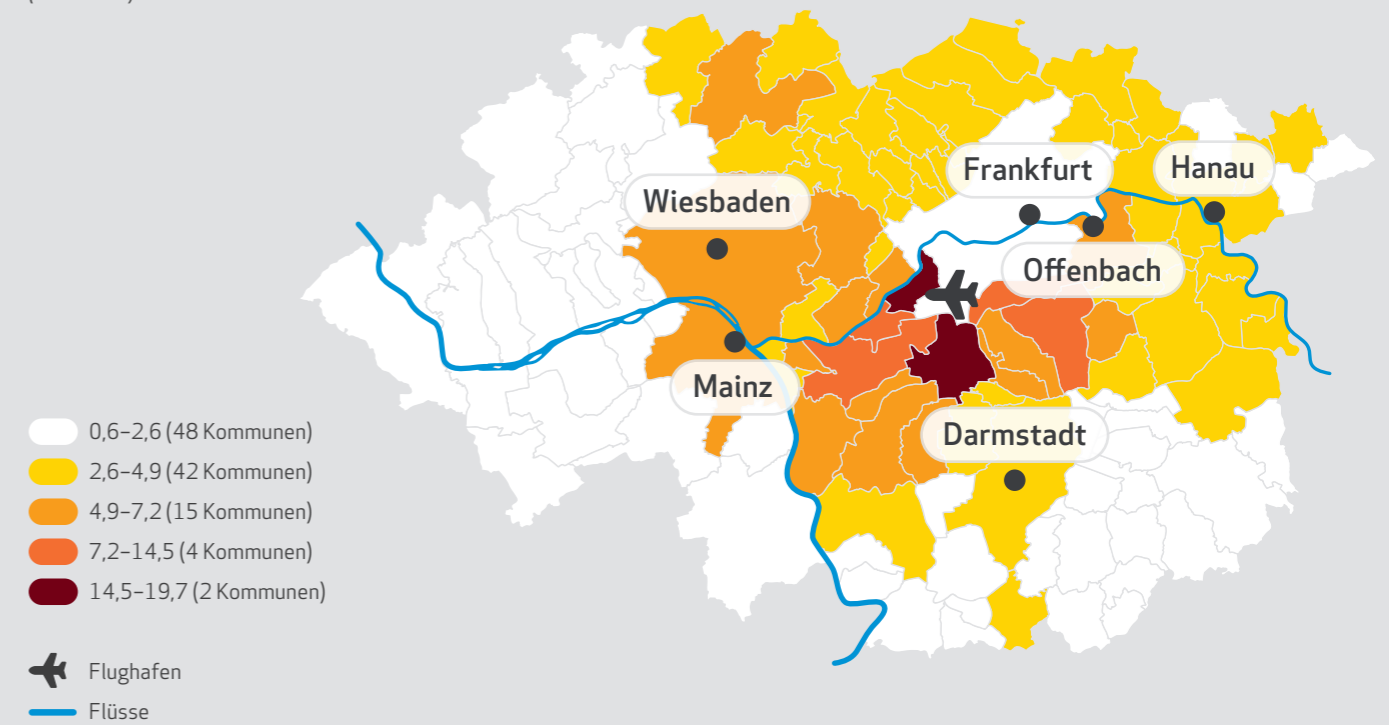 Frankfurt
Hanau
Wiesbaden
Offenbach
Mainz
Darmstadt
0,6–2,6 (48 Kommunen)
2,6–4,9 (42 Kommunen)
4,9–7,2 (15 Kommunen)
7,2–14,5 (4 Kommunen)
14,5–19,7 (2 Kommunen)
Flughafen
Flüsse